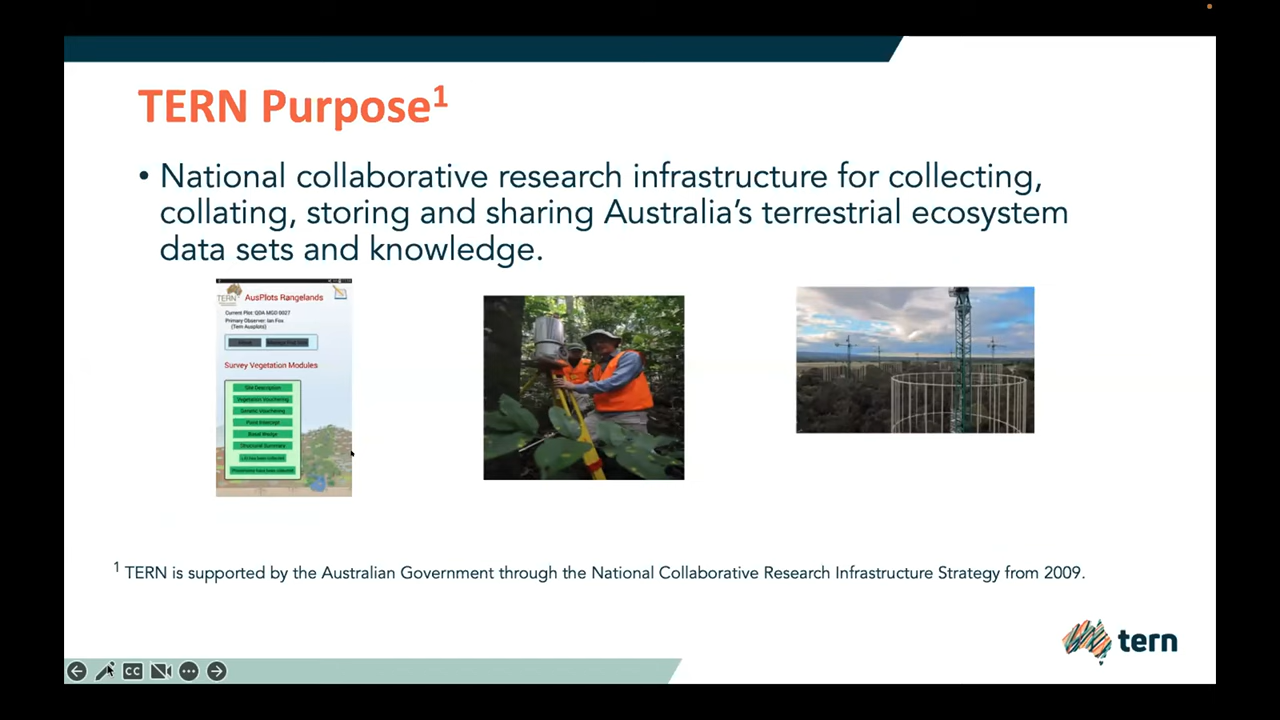 TERN Purpose1
• National collaborative research infrastructure for collecting,
collating, storing and sharing Australia's terrestrial ecosystem
data sets and knowledge.
TERN
AusPlots Rangelands
Current Plot: QDA MGD 0027
Primary Observer: Ian Fox
(Tern Ausplots)
Survey Vegetation Modules
Site Description
Vegetation Vouchering
Genetic Vouchering
Point Intercept
Basal Wedge
Structural Summary
LAI has been collected
1 TERN is supported by the Australian Government through the National Collaborative Research Infrastructure Strategy from 2009.
tern
CC